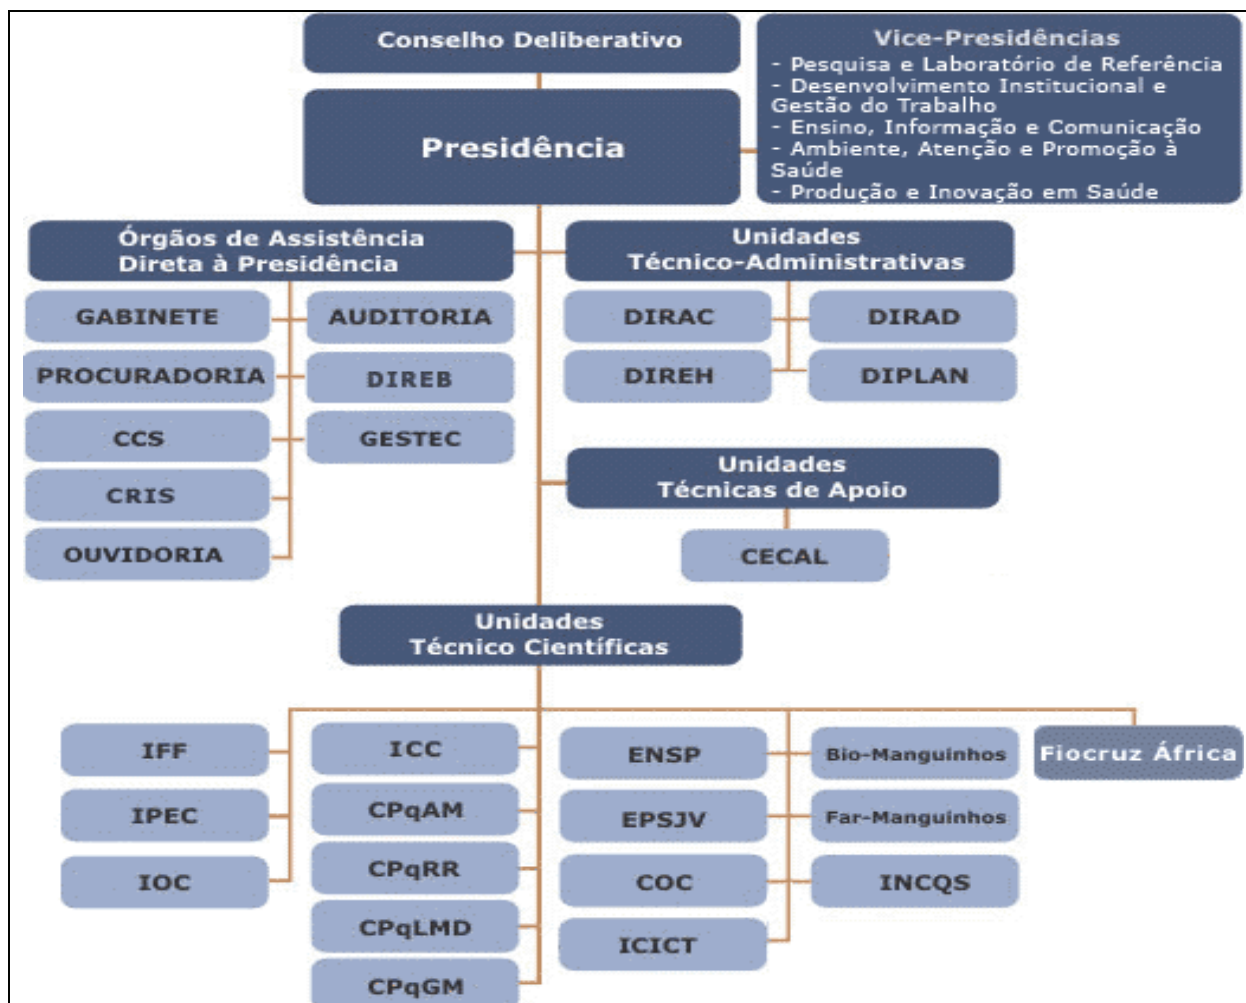 Conselho Deliberativo
Vice-Presidências
- Pesquisa e Laboratório de Referência
- Desenvolvimento Institucional e
Gestão do Trabalho
- Ensino, Informação e Comunicação
- Ambiente, Atenção e Promoção à
Saúde
- Produção e Inovação em Saúde
Presidência
Órgãos de Assistência
Direta à Presidência
GABINETE
AUDITORIA
PROCURADORIA
DIREB
CCS
GESTEC
CRIS
OUVIDORIA
Unidades
Técnico-Administrativas
DIRAC
DIRAD
DIREH
DIPLAN
Unidades
Técnicas de Apoio
CECAL
Unidades
Técnico Científicas
IFF
IPEC
IOC
ICC
CPqAM
CPqRR
CPqLMD
CPqGM
ENSP
EPSJV
COC
ICICT
Bio-Manguinhos
Far-Manguinhos
INCQS
Fiocruz África